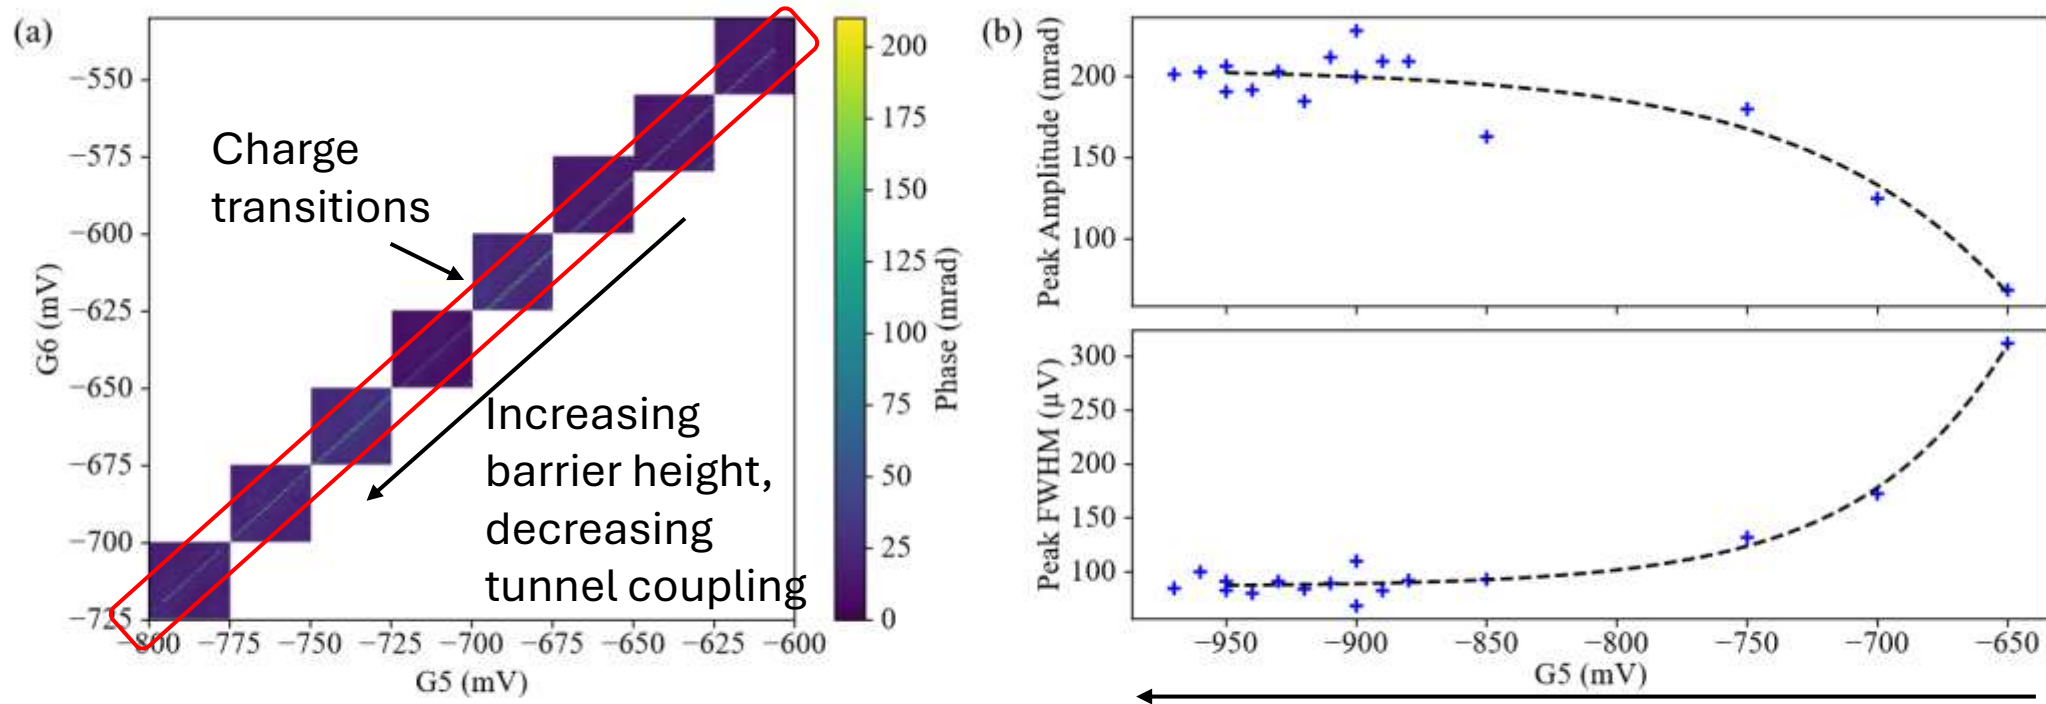 (a)
G6 (mV)
−550
−575
−600
−625
−650
−675
−700
−725
Charge
transitions
Increasing
barrier height,
decreasing
tunnel coupling
−800 −775 −750 −725 −700 −675 −650 −625 −600
G5 (mV)
200
175
150
125
100
75
50
25
0
Phase (mrad)
(b)
Peak Amplitude (mrad)
200
150
100
Peak FWHM (μV)
300
250
200
150
100
−950 −900 −850 −800 −750 −700 −650
G5 (mV)